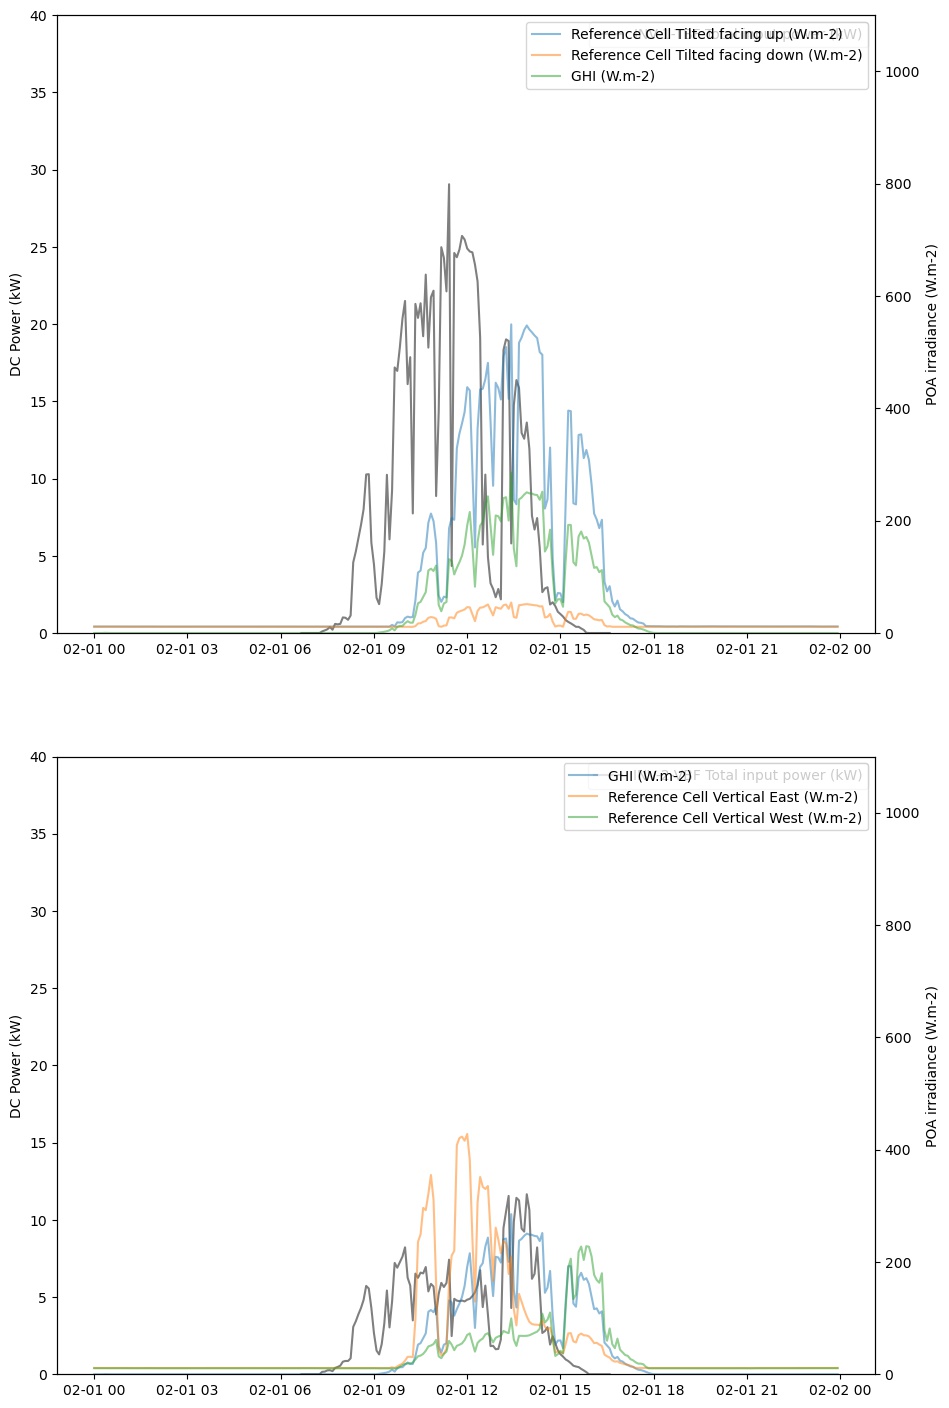 40
35
30
25
20
15
10
5
0
DC Power (kW)
Reference Cell Tilted facing up (W.m-2)
Reference Cell Tilted facing down (W.m-2)
GHI (W.m-2)
1000
800
600
400
200
0
POA irradiance (W.m-2)
02-01 00 02-01 03 02-01 06 02-01 09 02-01 12 02-01 15 02-01 18 02-01 21 02-02 00
40
35
30
25
20
15
10
5
0
DC Power (kW)
GHI (W.m-2)
Total input power (kW)
Reference Cell Vertical East (W.m-2)
Reference Cell Vertical West (W.m-2)
1000
800
600
400
200
0
POA irradiance (W.m-2)
02-01 00 02-01 03 02-01 06 02-01 09 02-01 12 02-01 15 02-01 18 02-01 21 02-02 00